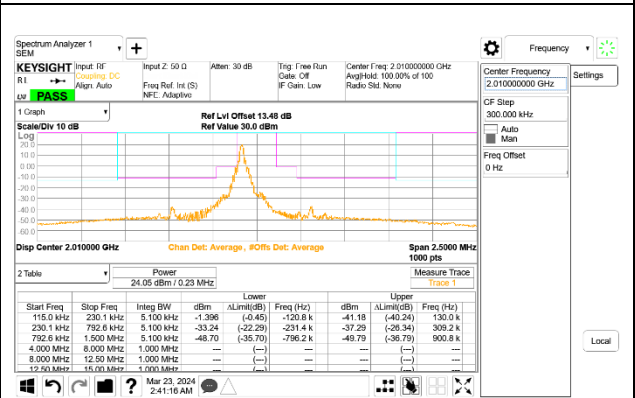 Spectrum Analyzer 1
SEM
KEYSIGHT
Input: RF
Coupling: DC
Align: Auto
Input Z: 50 Ω
Freq Ref: Int (S)
NFE: Adaptive
Atten: 30 dB
Trig: Free Run
Gate: Off
IF Gain: Low
Center Freq: 2.010000000 GHz
Avg|Hold: 100.00% of 100
Radio Std: None
PASS
1 Graph
Scale/Div 10 dB
Ref Lvl Offset 13.48 dB
Ref Value 30.0 dBm
Log
20.0
10.0
0.00
-10.0
-20.0
-30.0
-40.0
-50.0
-60.0
Disp Center 2.010000 GHz
Chan Det: Average, #Offs Det: Average
Span 2.5000 MHz
1000 pts
2 Table
Power
24.05 dBm / 0.23 MHz
Measure Trace
Trace 1
Lower Upper
Start Freq Stop Freq Integ BW dBm ΔLimit(dB) Freq (Hz) dBm ΔLimit(dB) Freq (Hz)
115.0 kHz 230.1 kHz 5.100 kHz -1.396 (-0.45) -120.8 k -41.18 (-40.24) 130.0 k
230.1 kHz 792.6 kHz 5.100 kHz -33.24 (-22.29) -231.4 k -37.29 (-26.34) 309.2 k
792.6 kHz 1.500 MHz 5.100 kHz -48.70 (-35.70) -796.2 k -49.79 (-36.79) 900.8 k
4.000 MHz 8.000 MHz 1.000 MHz --- (---) --- --- (---) ---
8.000 MHz 12.50 MHz 1.000 MHz --- (---) --- --- (---) ---
12.50 MHz 15.00 MHz 1.000 MHz --- (---) --- --- (---) ---
Mar 23, 2024
2:41:16 AM
Frequency
Center Frequency
2.010000000 GHz
Settings
CF Step
300.000 kHz
Auto
Man
Freq Offset
0 Hz
Local